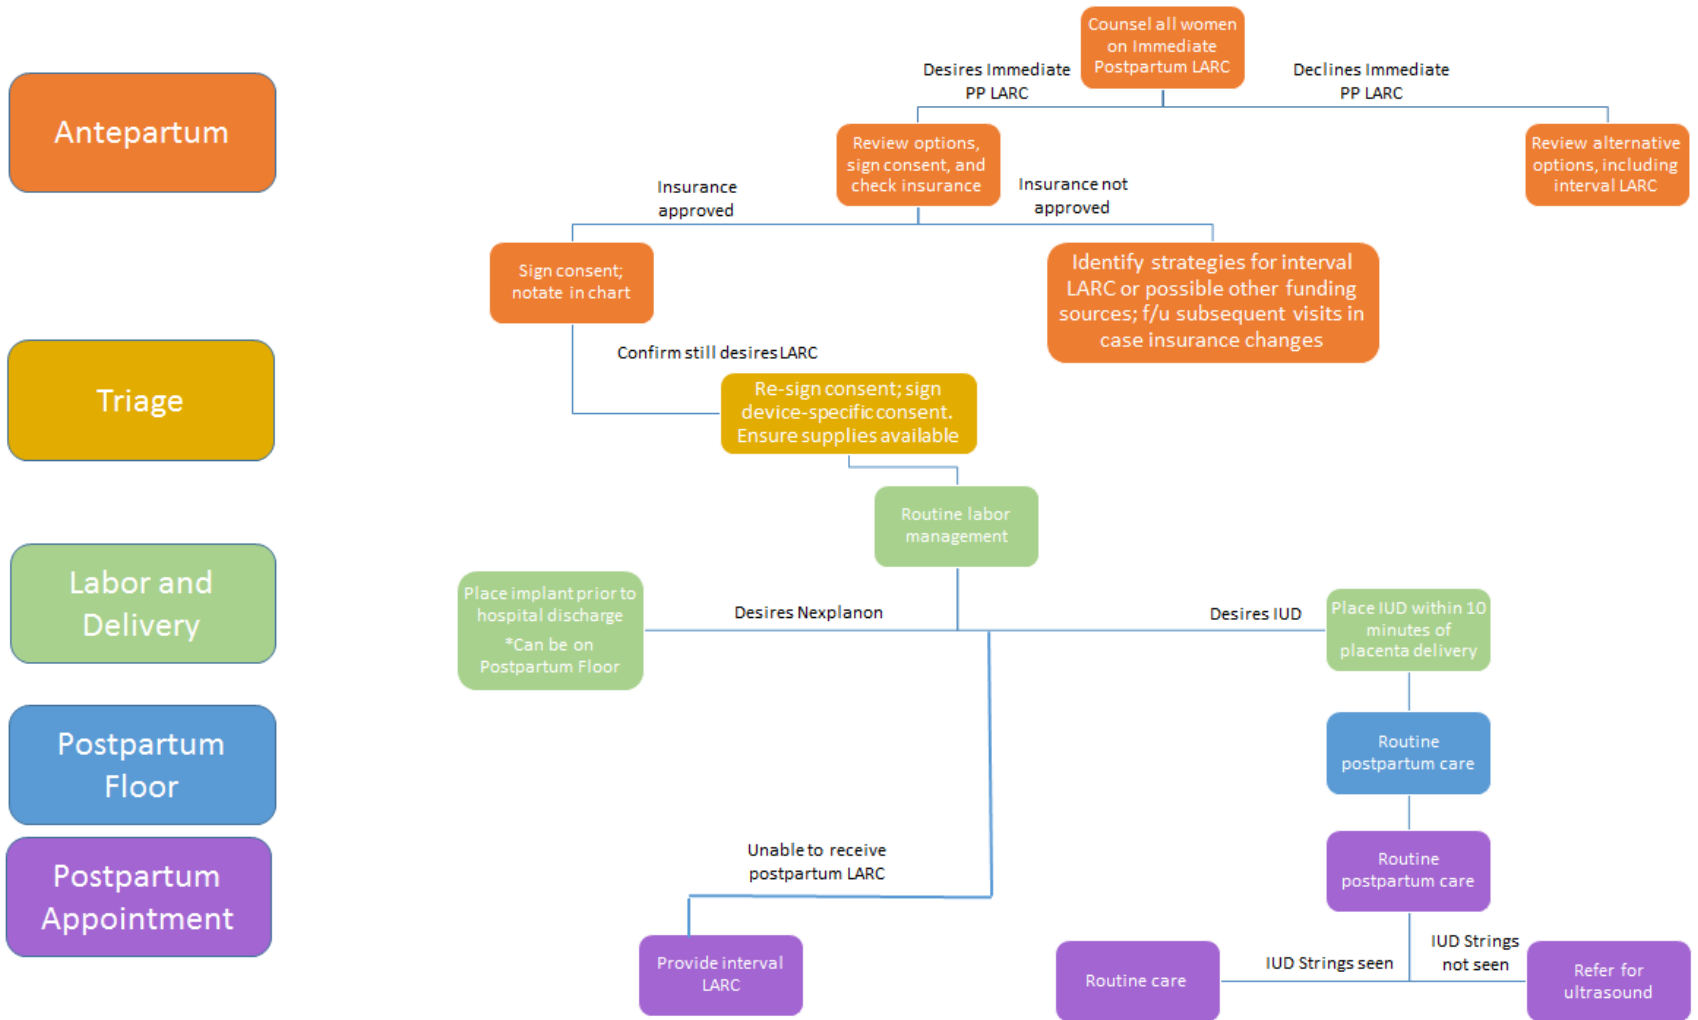 Counsel all women
on Immediate
Postpartum LARC
Desires Immediate
PP LARC
Declines Immediate
PP LARC
Antepartum
Review options,
sign consent, and
check insurance
Review alternative
options, including
interval LARC
Insurance
approved
Insurance not
approved
Sign consent;
notate in chart
Identify strategies for interval
LARC or possible other funding
sources; f/u subsequent visits in
case insurance changes
Confirm still desires LARC
Triage
Re-sign consent; sign
device-specific consent.
Ensure supplies available
Routine labor
management
Labor and
Delivery
Place implant prior to
hospital discharge
*Can be on
Postpartum Floor
Desires Nexplanon
Desires IUD
Place IUD within 10
minutes of
placenta delivery
Postpartum
Floor
Routine
postpartum care
Postpartum
Appointment
Unable to receive
postpartum LARC
Routine
postpartum care
Provide interval
LARC
Routine care
IUD Strings seen
IUD Strings
not seen
Refer for
ultrasound